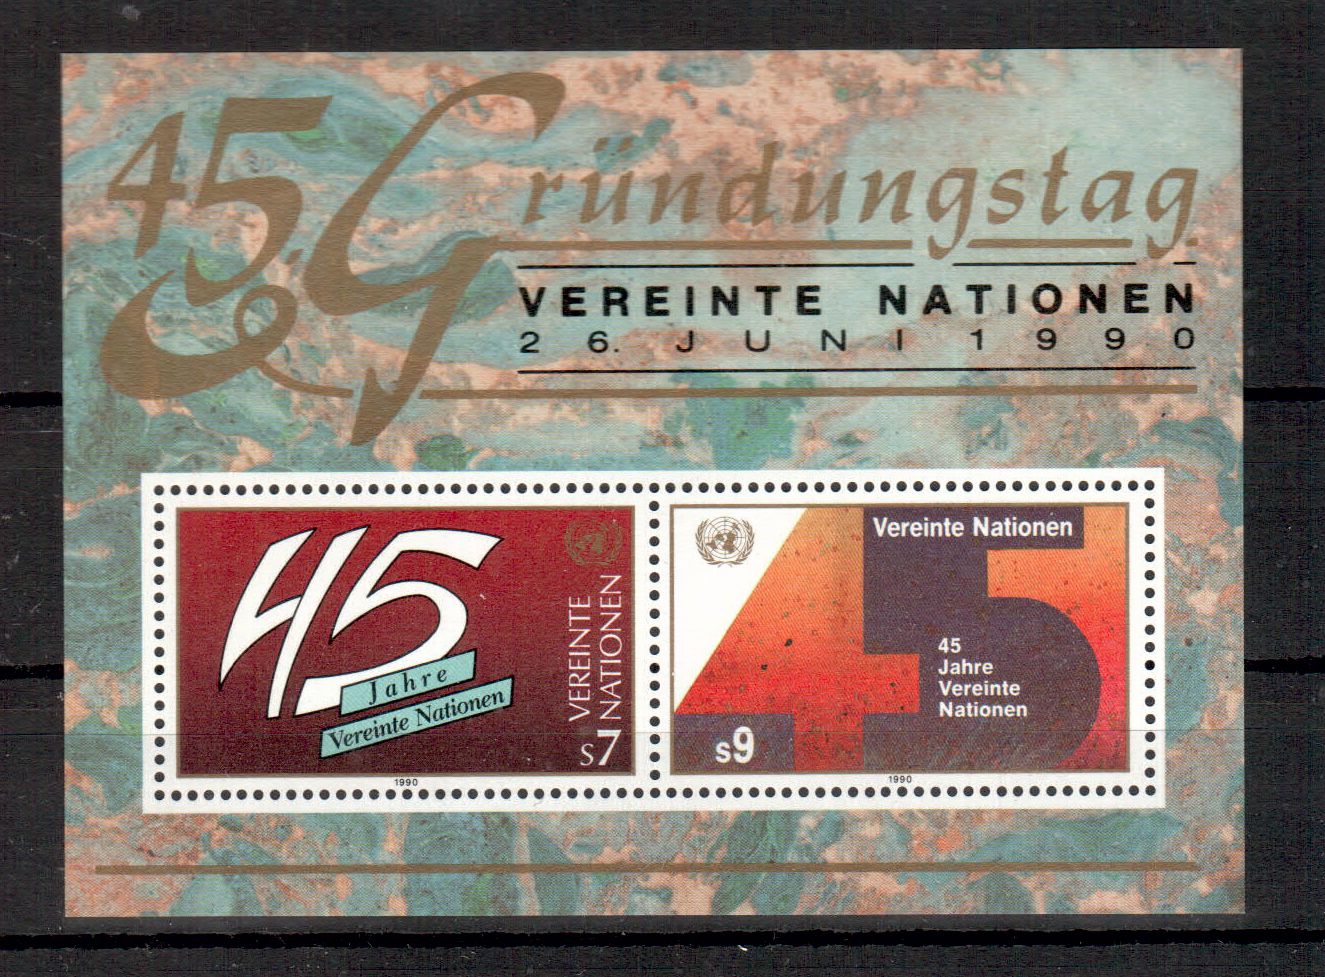 45. Gründungstag
VEREINTE NATIONEN
26. JUNI 1990
45
Jahre
Vereinte Nationen
VEREINTE
NATIONEN
s7
1990
Vereinte Nationen
45
Jahre
Vereinte
Nationen
s9
1990